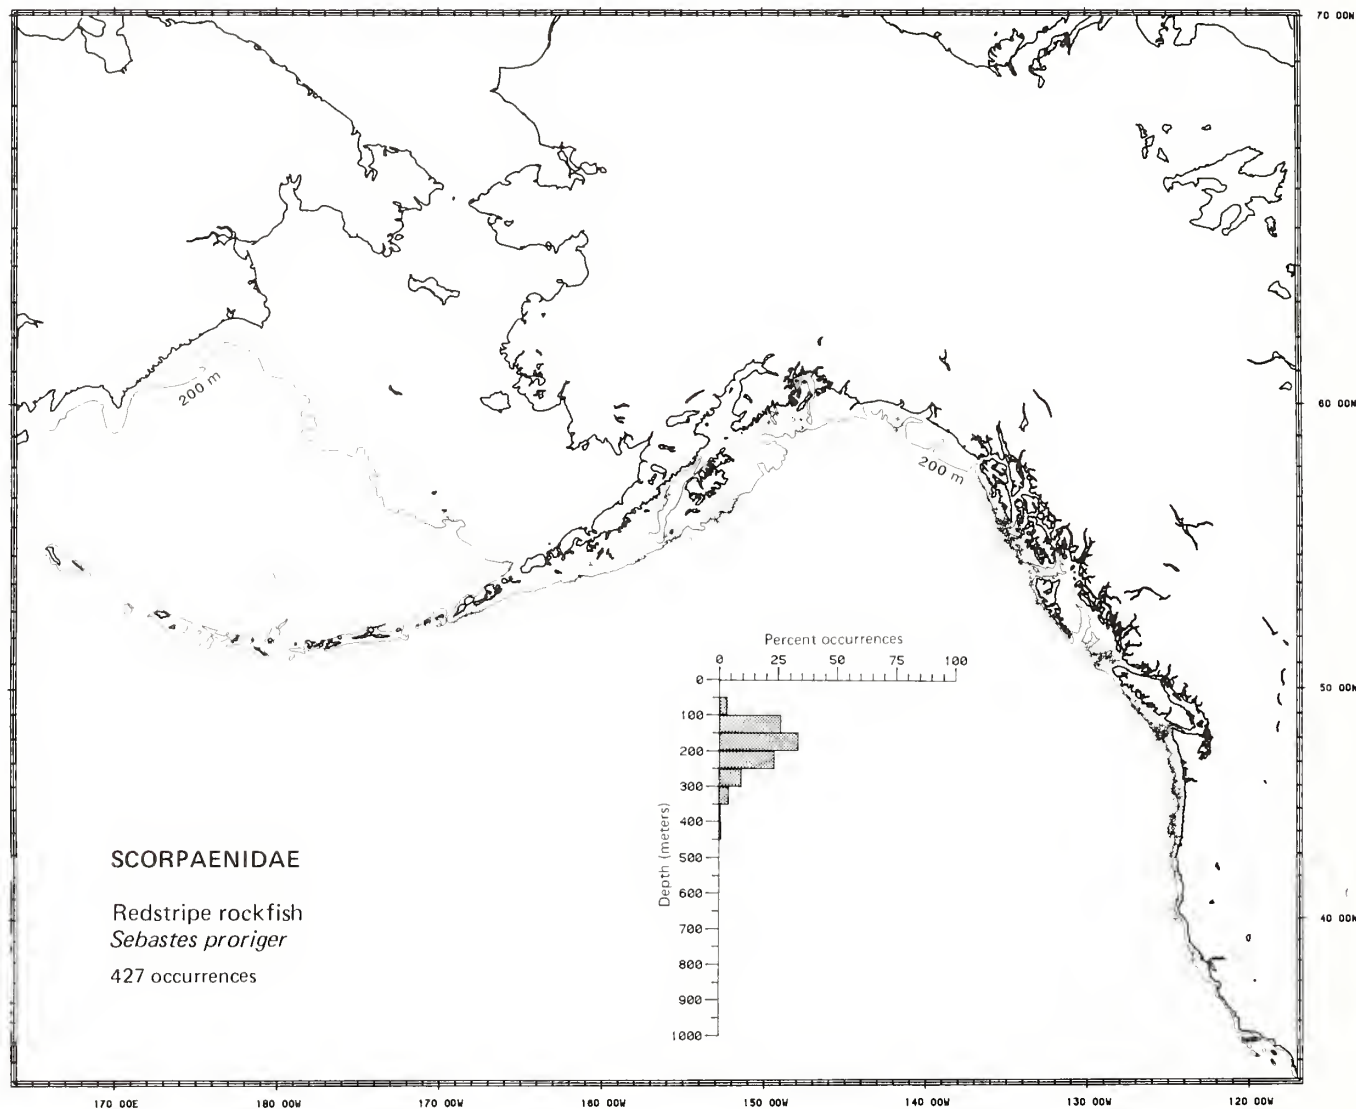 70 00N
200 m
60 00N
200 m
Percent occurrences
0 25 50 75 100
0
50 00N
100
200
300
400
500
600
700
800
900
1000
Depth (meters)
SCORPAENIDAE
Redstripe rockfish
Sebastes proriger
427 occurrences
40 00N
170 00E 180 00W 170 00W 160 00W 150 00W 140 00W 130 00W 120 00W